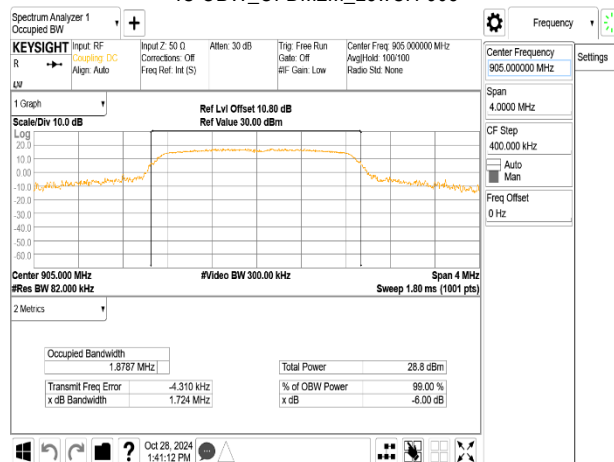 Spectrum Analyzer 1
Occupied BW
Frequency
KEYSIGHT
R
Input: RF
Coupling: DC
Align: Auto
Input Z: 50 Ω
Corrections: Off
Freq Ref: Int (S)
Atten: 30 dB
Trig: Free Run
Gate: Off
#IF Gain: Low
Center Freq: 905.000000 MHz
Avg|Hold: 100/100
Radio Std: None
Center Frequency
905.000000 MHz
Settings
Span
4.0000 MHz
CF Step
400.000 kHz
Auto
Man
Freq Offset
0 Hz
1 Graph
Scale/Div 10.0 dB
Ref Lvl Offset 10.80 dB
Ref Value 30.00 dBm
Log
20.0
10.0
0.00
-10.0
-20.0
-30.0
-40.0
-50.0
-60.0
Center 905.000 MHz
#Video BW 300.00 kHz
Span 4 MHz
#Res BW 82.000 kHz
Sweep 1.80 ms (1001 pts)
2 Metrics
Occupied Bandwidth
1.8787 MHz
Total Power 28.8 dBm
Transmit Freq Error -4.310 kHz
% of OBW Power 99.00 %
x dB Bandwidth 1.724 MHz
x dB -6.00 dB
Oct 28, 2024
1:41:12 PM